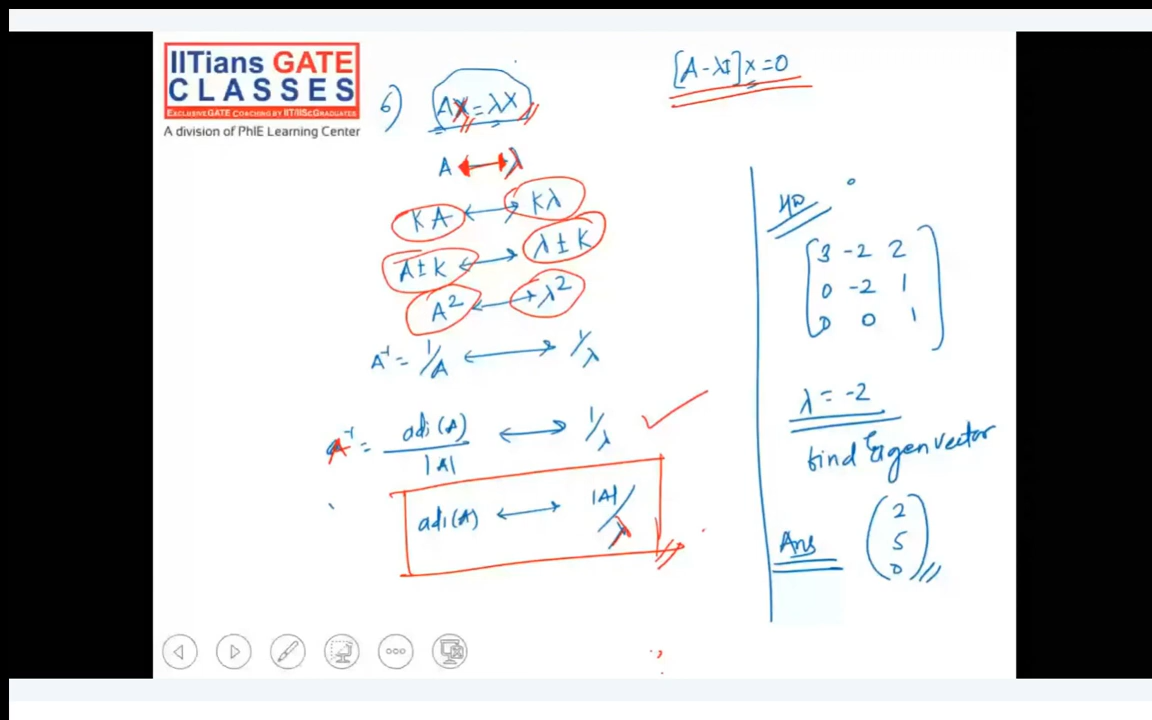 IITians GATE
CLASSES
EXCLUSIVE GATE COACHING BY IIT/IISc GRADUATES
A division of PhIE Learning Center
6) AX = λX
[A-λI]x = 0
A ↔ λ
KA ↔ Kλ
A±K ↔ λ±K
A² ↔ λ²
A⁻¹ = 1/A ↔ 1/λ
A⁻¹ = adj(A)/|A| ↔ 1/λ
adj(A) ↔ |A|/λ
3 -2 2
0 -2 1
0 0 1
λ = -2
find Eigen vector
Ans
2
5
0